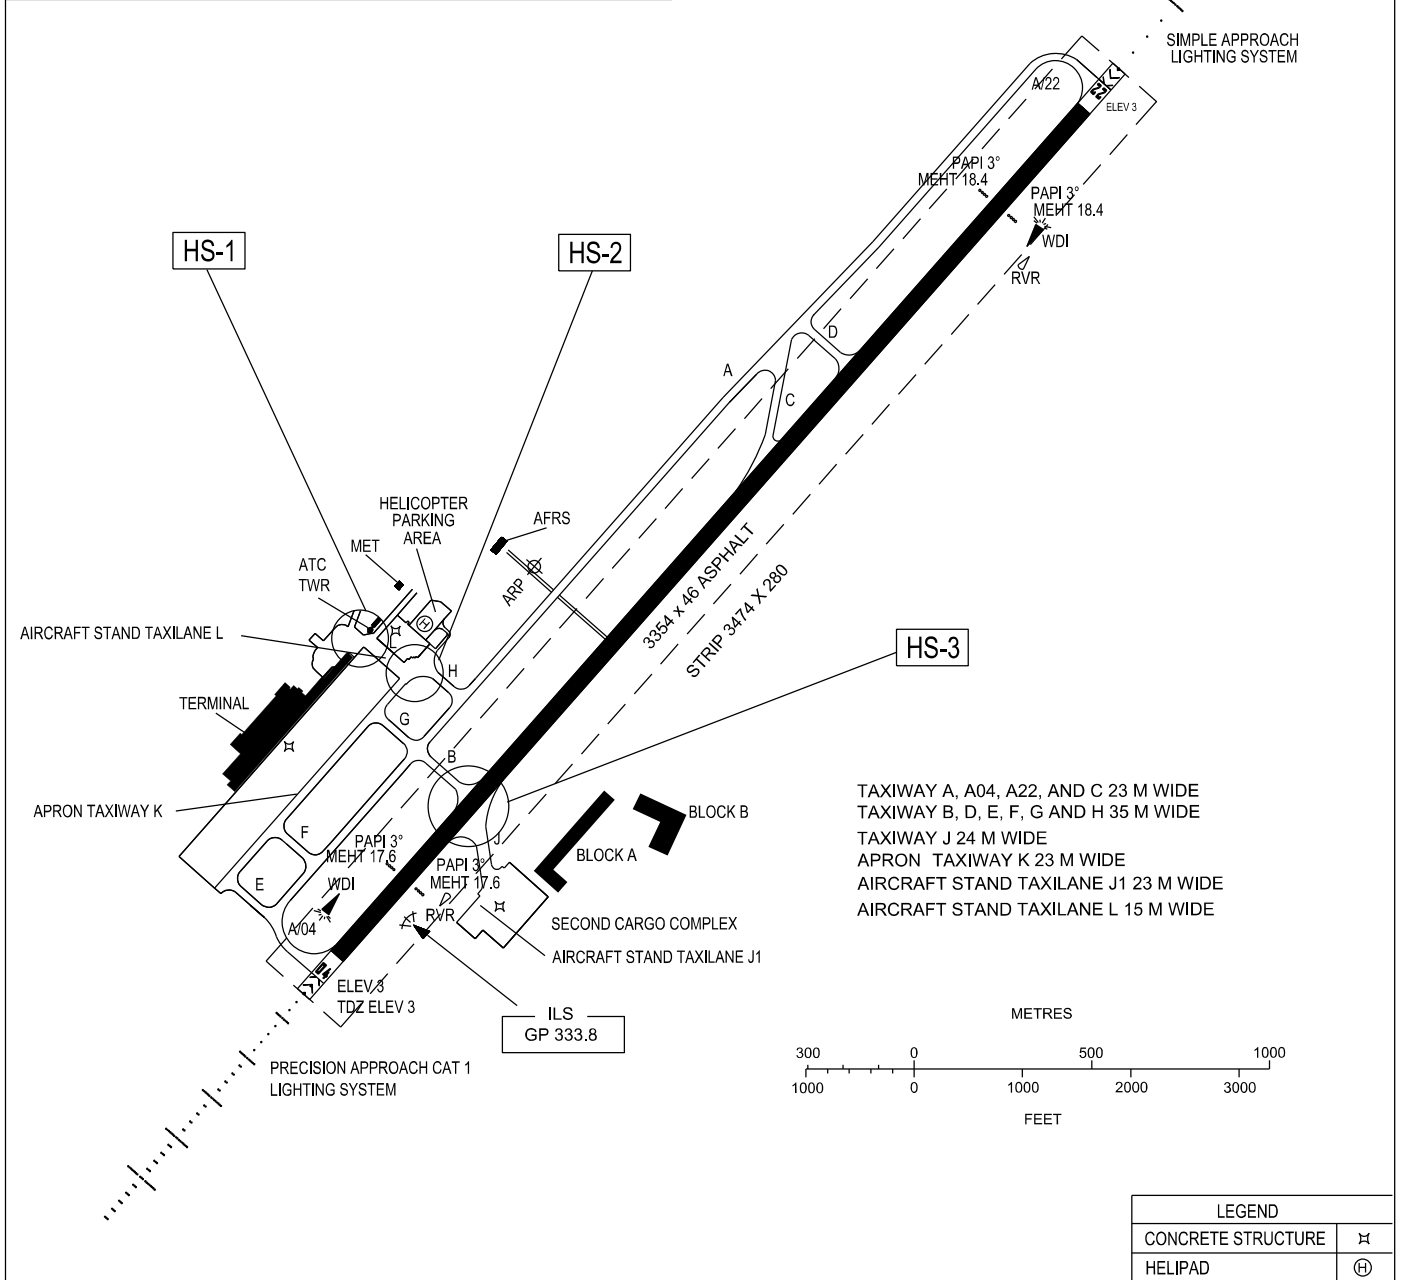 SIMPLE APPROACH
LIGHTING SYSTEM
A/22
22
ELEV 3
PAPI 3°
MEHT 18.4
PAPI 3°
MEHT 18.4
WDI
RVR
HS-1
HS-2
D
A
C
HELICOPTER
PARKING
AREA
AFRS
MET
ATC
TWR
ARP
3354 x 46 ASPHALT
STRIP 3474 X 280
AIRCRAFT STAND TAXILANE L
L
H
H
HS-3
TERMINAL
G
B
APRON TAXIWAY K
F
PAPI 3°
MEHT 17.6
PAPI 3°
MEHT 17.6
J
BLOCK A
BLOCK B
E
WDI
RVR
A/04
04
SECOND CARGO COMPLEX
AIRCRAFT STAND TAXILANE J1
ELEV 3
TDZ ELEV 3
ILS
GP 333.8
PRECISION APPROACH CAT 1
LIGHTING SYSTEM
TAXIWAY A, A04, A22, AND C 23 M WIDE
TAXIWAY B, D, E, F, G AND H 35 M WIDE
TAXIWAY J 24 M WIDE
APRON TAXIWAY K 23 M WIDE
AIRCRAFT STAND TAXILANE J1 23 M WIDE
AIRCRAFT STAND TAXILANE L 15 M WIDE
METRES
300 0 500 1000
1000 0 1000 2000 3000
FEET
LEGEND
CONCRETE STRUCTURE
HELIPAD H